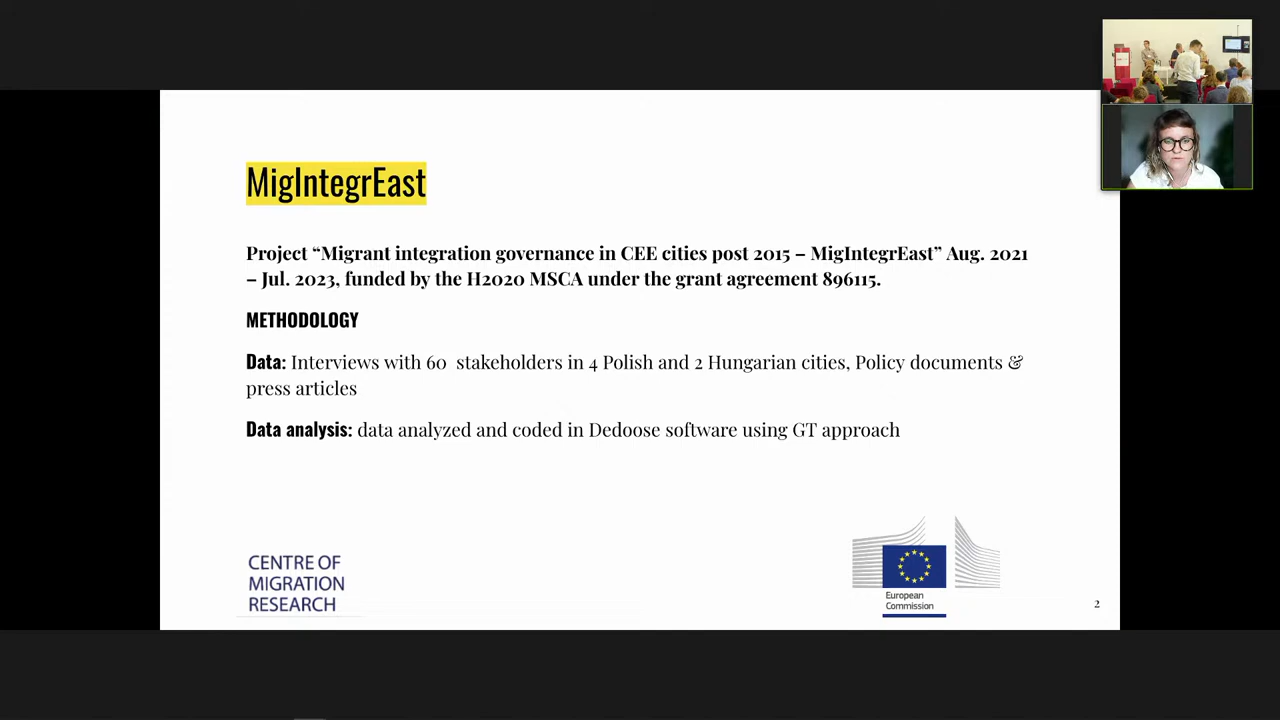 MigIntegrEast
Project “Migrant integration governance in CEE cities post 2015 – MigIntegrEast” Aug. 2021
– Jul. 2023, funded by the H2020 MSCA under the grant agreement 896115.
METHODOLOGY
Data: Interviews with 60  stakeholders in 4 Polish and 2 Hungarian cities, Policy documents &
press articles
Data analysis: data analyzed and coded in Dedoose software using GT approach
CENTRE OF
MIGRATION
RESEARCH
European
Commission
2